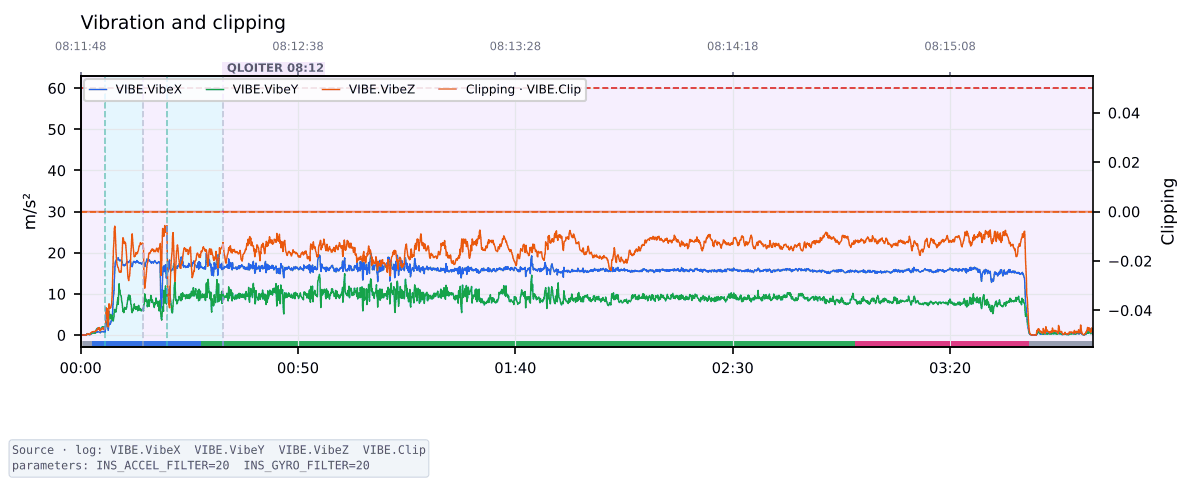 Vibration and clipping
08:11:48 08:12:38 08:13:28 08:14:18 08:15:08
QLOITER 08:12
VIBE.VibeX VIBE.VibeY VIBE.VibeZ Clipping · VIBE.Clip
60
50
40
30
20
10
0
m/s²
0.04
0.02
0.00
−0.02
−0.04
Clipping
00:00 00:50 01:40 02:30 03:20
Source · log: VIBE.VibeX VIBE.VibeY VIBE.VibeZ VIBE.Clip
parameters: INS_ACCEL_FILTER=20 INS_GYRO_FILTER=20